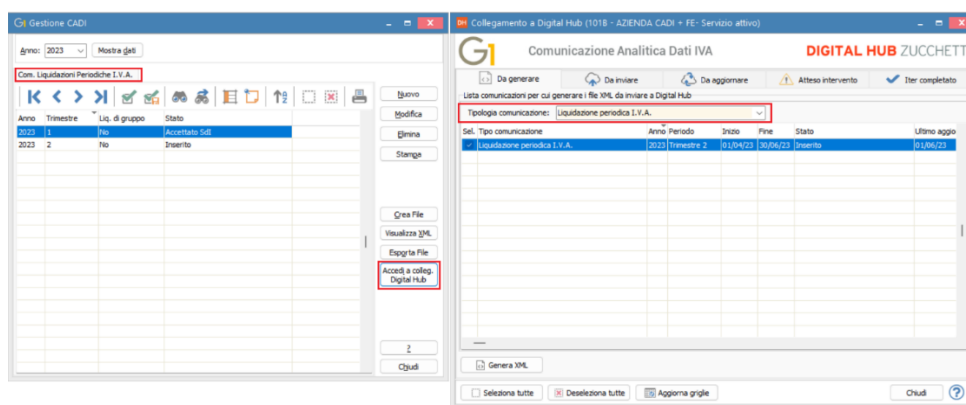 G1 Gestione CADI
Anno: 2023 Mostra dati
Com. Liquidazioni Periodiche I.V.A.
Anno Trimestre Liq. di gruppo Stato
2023 1 No Accettato SdI
2023 2 No Inserito
Nuovo
Modifica
Elimina
Stampa
Crea File
Visualizza XML
Esporta File
Accedi a colleg.
Digital Hub
?
Chiudi
DH Collegamento a Digital Hub (101B - AZIENDA CADI + FE- Servizio attivo)
G1 Comunicazione Analitica Dati IVA DIGITAL HUB ZUCCHETT
Da generare Da inviare Da aggiornare Atteso intervento Iter completato
Lista comunicazioni per cui generare i file XML da inviare a Digital Hub
Tipologia comunicazione: Liquidazione periodica I.V.A.
Sel. Tipo comunicazione Anno Periodo Inizio Fine Stato Ultimo aggio
Liquidazione periodica I.V.A. 2023 Trimestre 2 01/04/23 30/06/23 Inserito 01/06/23
Genera XML
Seleziona tutte Deseleziona tutte Aggiorna griglie Chiudi ?